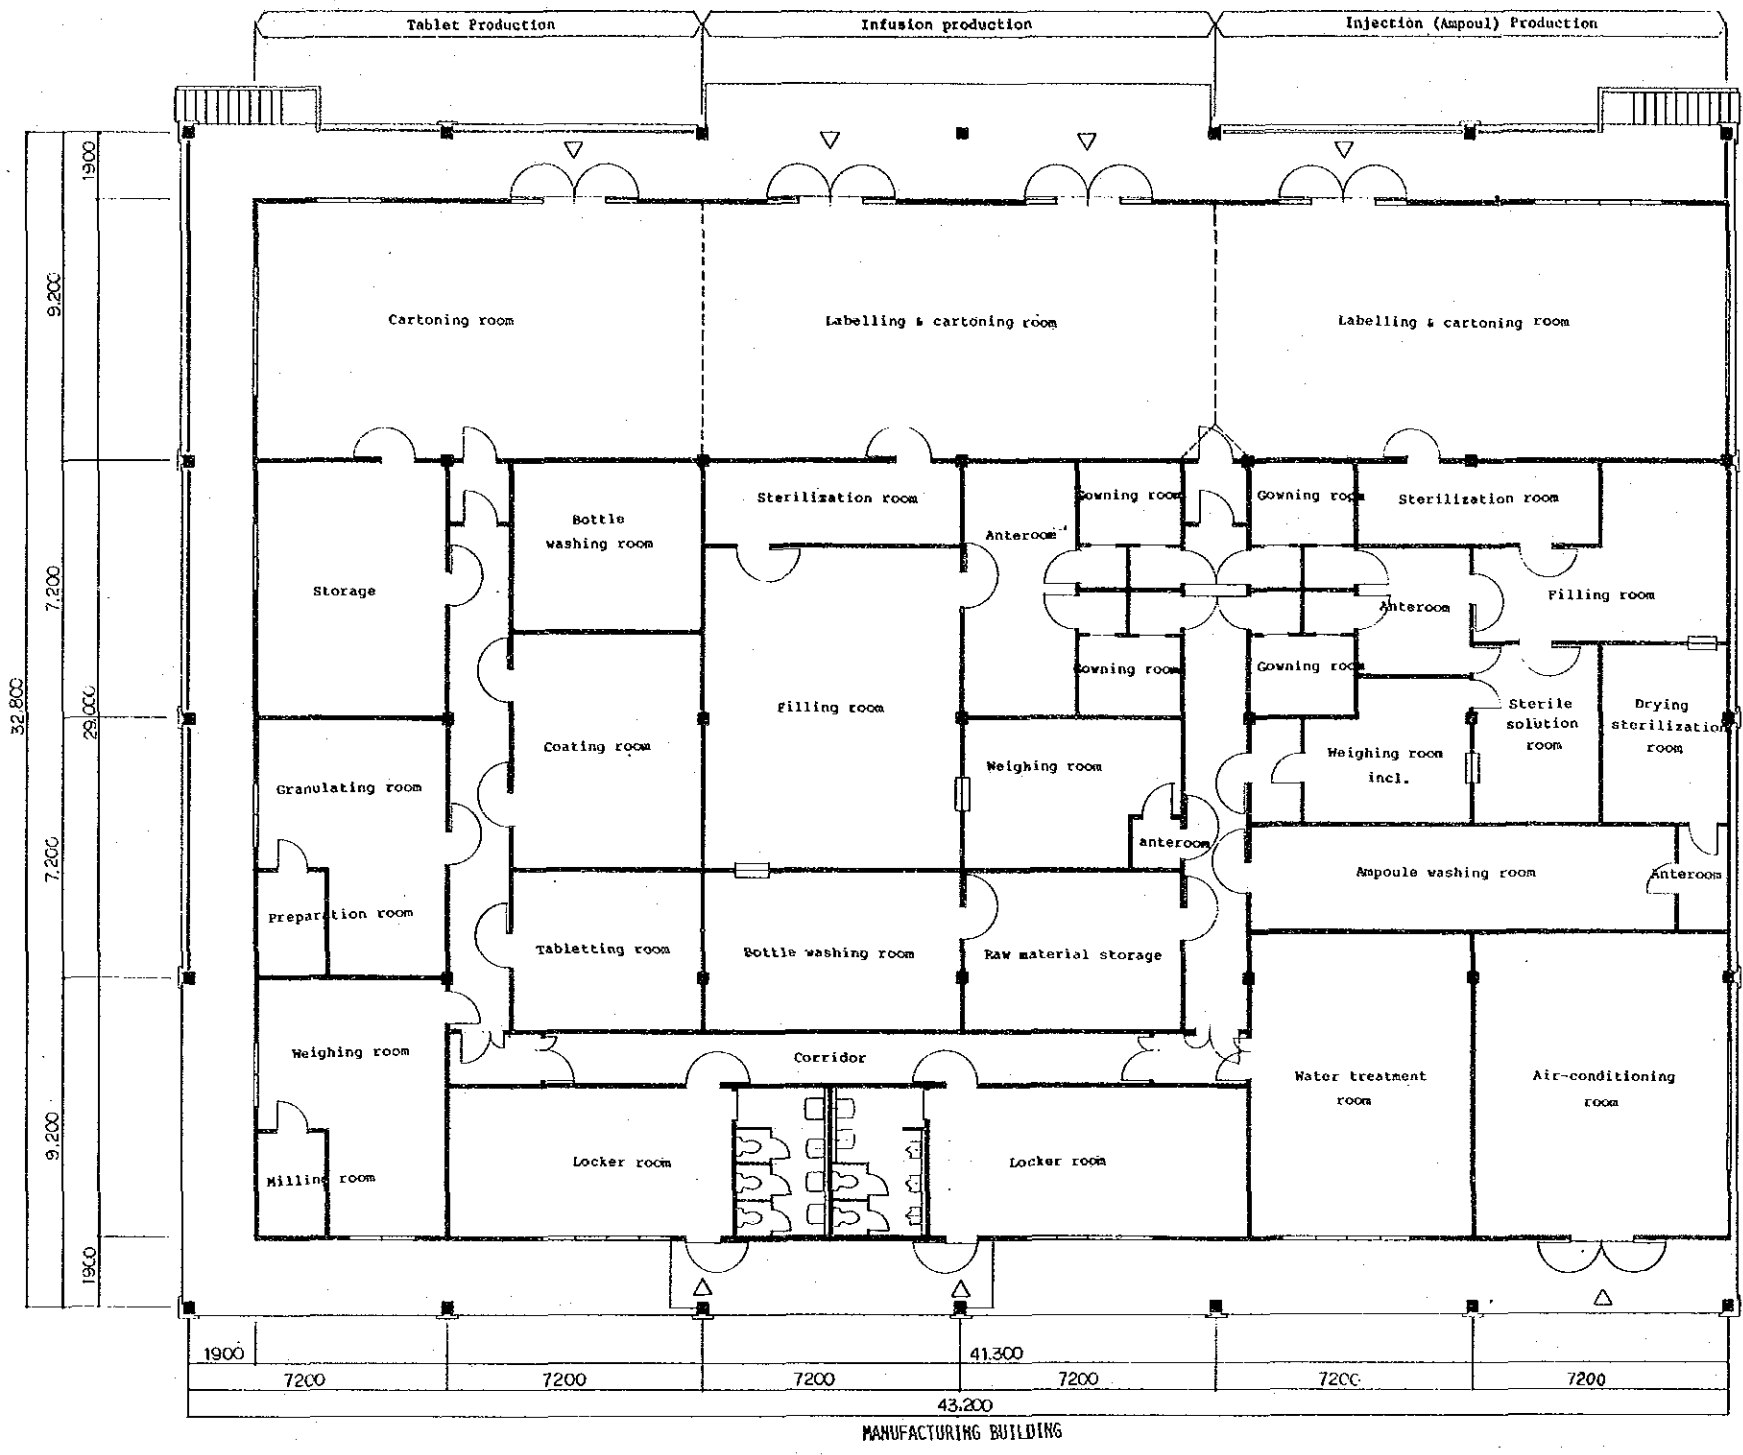 Tablet Production
Infusion production
Injection (Ampoul) Production
1900
9.200
7.200
32.800
29.000
7.200
9.200
1900
Cartoning room
Labelling & cartoning room
Labelling & cartoning room
Storage
Bottle
washing room
Sterilization room
Anteroom
Gowning room
Gowning room
Sterilization room
Filling room
Anteroom
Gowning room
Gowning room
Filling room
Coating room
Granulating room
Weighing room
Weighing room
incl.
Sterile
solution
room
Drying
sterilization
room
anteroom
Ampoule washing room
Anteroom
Preparation room
Tabletting room
Bottle washing room
Raw material storage
Weighing room
Corridor
Water treatment
room
Air-conditioning
room
Milling room
Locker room
Locker room
1900
41.300
7200
7200
7200
7200
7200
7200
43.200
MANUFACTURING BUILDING